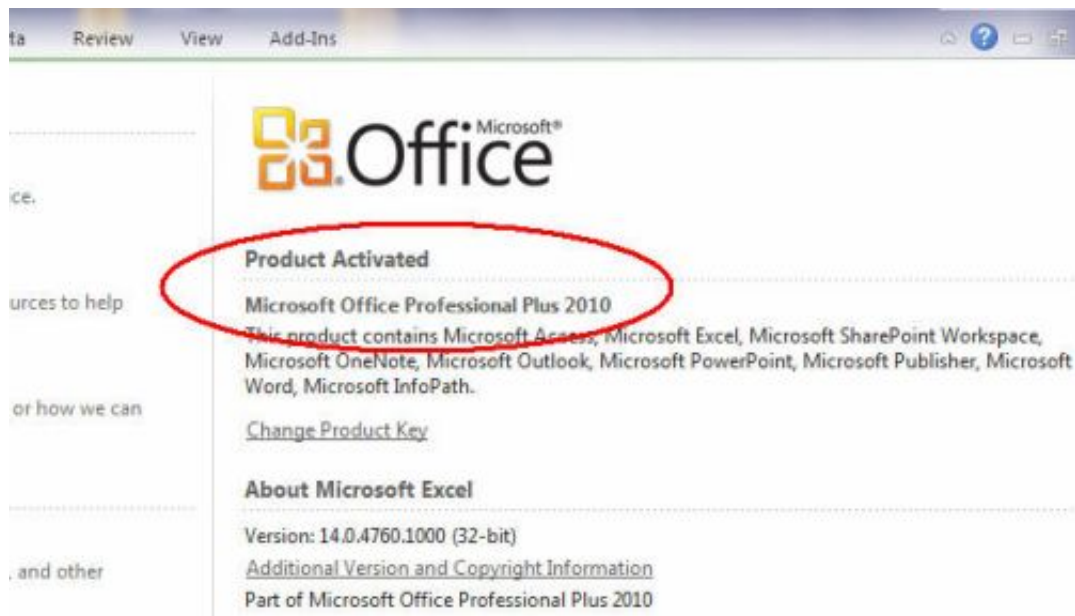 ta Review View Add-Ins
?
Microsoft®
Office
ce.
Product Activated
urces to help
Microsoft Office Professional Plus 2010
This product contains Microsoft Access, Microsoft Excel, Microsoft SharePoint Workspace,
Microsoft OneNote, Microsoft Outlook, Microsoft PowerPoint, Microsoft Publisher, Microsoft
Word, Microsoft InfoPath.
or how we can
Change Product Key
About Microsoft Excel
Version: 14.0.4760.1000 (32-bit)
, and other
Additional Version and Copyright Information
Part of Microsoft Office Professional Plus 2010